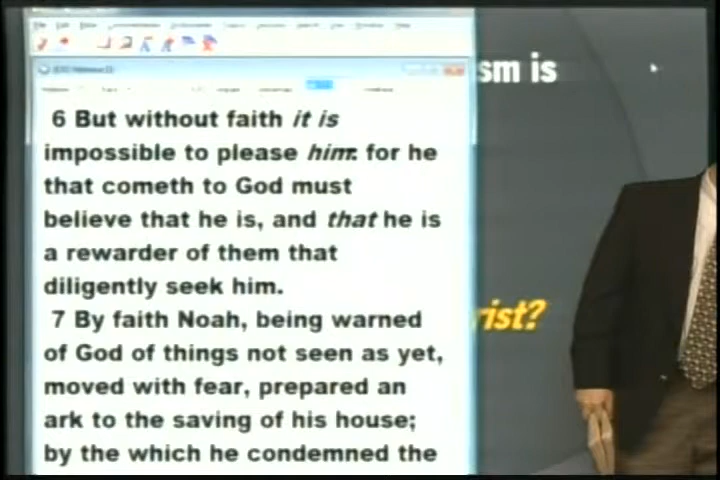 6 But without faith it is
impossible to please him: for he
that cometh to God must
believe that he is, and that he is
a rewarder of them that
diligently seek him.
7 By faith Noah, being warned
of God of things not seen as yet,
moved with fear, prepared an
ark to the saving of his house;
by the which he condemned the
sm is
rist?